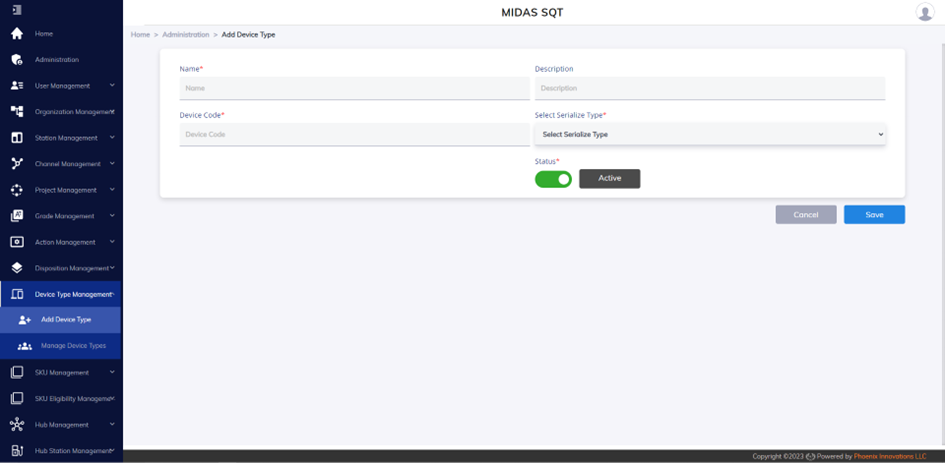 MIDAS SQT
Home > Administration > Add Device Type
Home
Administration
User Management
Organization Management
Station Management
Channel Management
Project Management
Grade Management
Action Management
Disposition Management
Device Type Management
Add Device Type
Manage Device Types
SKU Management
SKU Eligibility Management
Hub Management
Hub Station Management
Name* Description
Name Description
Device Code* Select Serialize Type*
Device Code Select Serialize Type
Status*
Active
Cancel Save
Copyright ©2023 Powered by Phoenix Innovations LLC